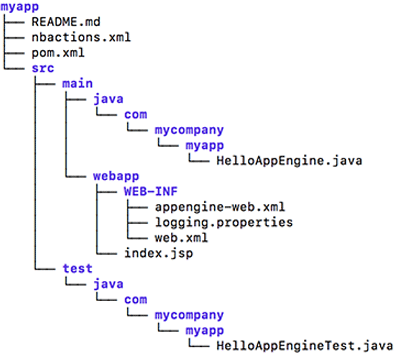 myapp
README.md
nbactions.xml
pom.xml
src
main
java
com
mycompany
myapp
HelloAppEngine.java
webapp
WEB-INF
appengine-web.xml
logging.properties
web.xml
index.jsp
test
java
com
mycompany
myapp
HelloAppEngineTest.java